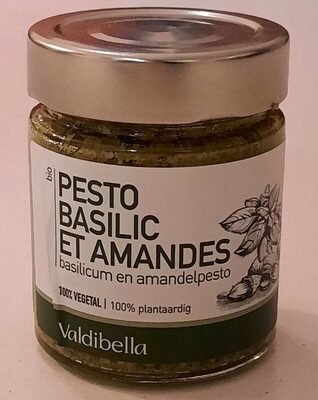 bio
PESTO
BASILIC
ET AMANDES
basilicum en amandelpesto
100% VEGETAL | 100% plantaardig
Valdibella